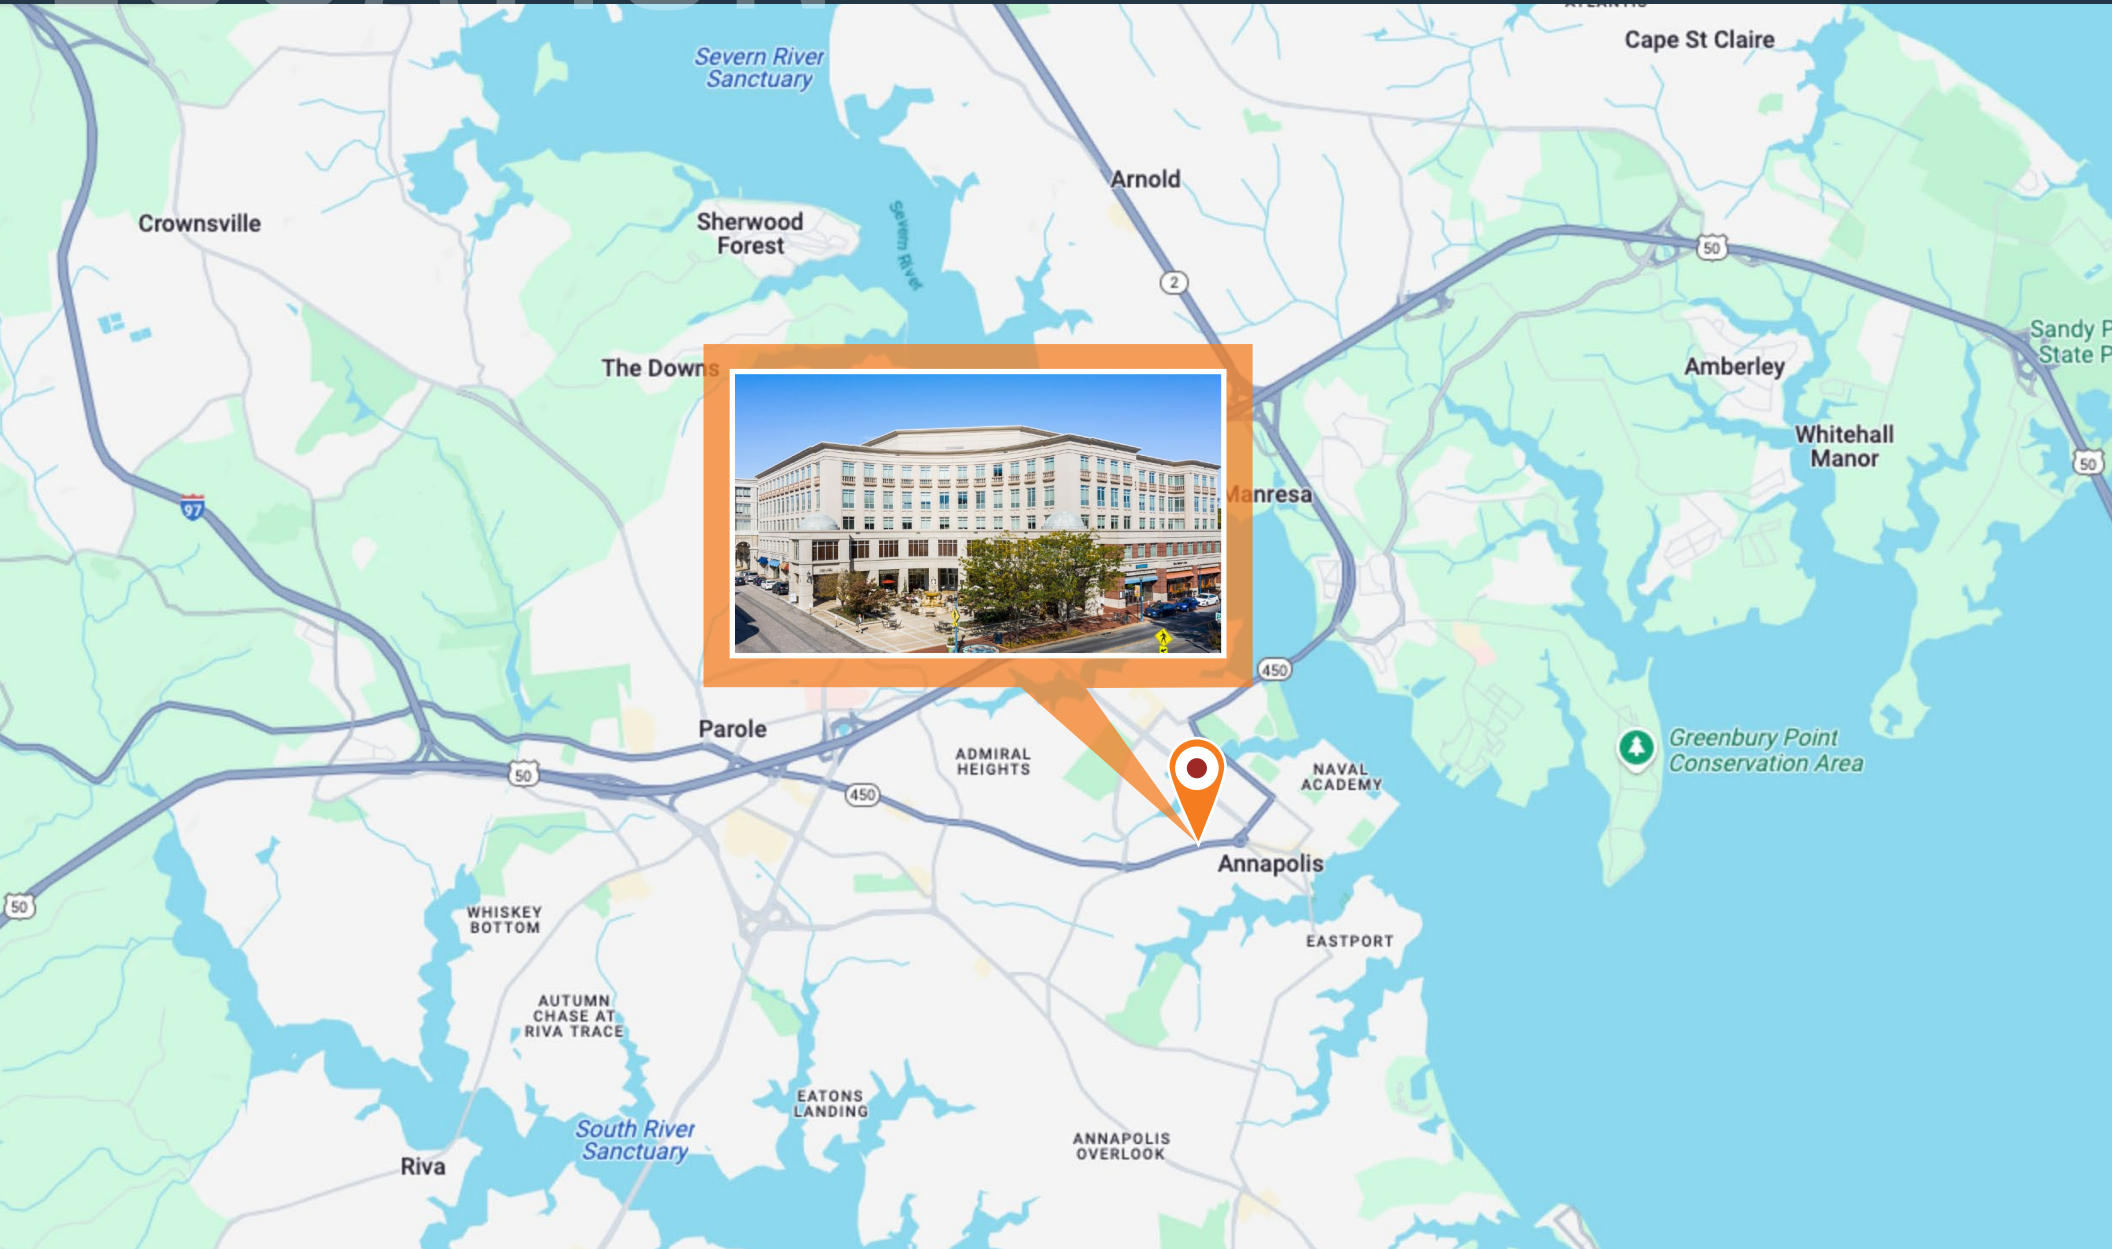 Cape St Claire
Severn River
Sanctuary
Arnold
Crownsville
Sherwood
Forest
Severn River
50
2
Sandy
State
The Downs
Amberley
Whitehall
Manor
50
Manresa
97
450
Parole
Greenbury Point
Conservation Area
ADMIRAL
HEIGHTS
NAVAL
ACADEMY
50
450
Annapolis
50
WHISKEY
BOTTOM
EASTPORT
AUTUMN
CHASE AT
RIVA TRACE
EATONS
LANDING
South River
Sanctuary
ANNAPOLIS
OVERLOOK
Riva